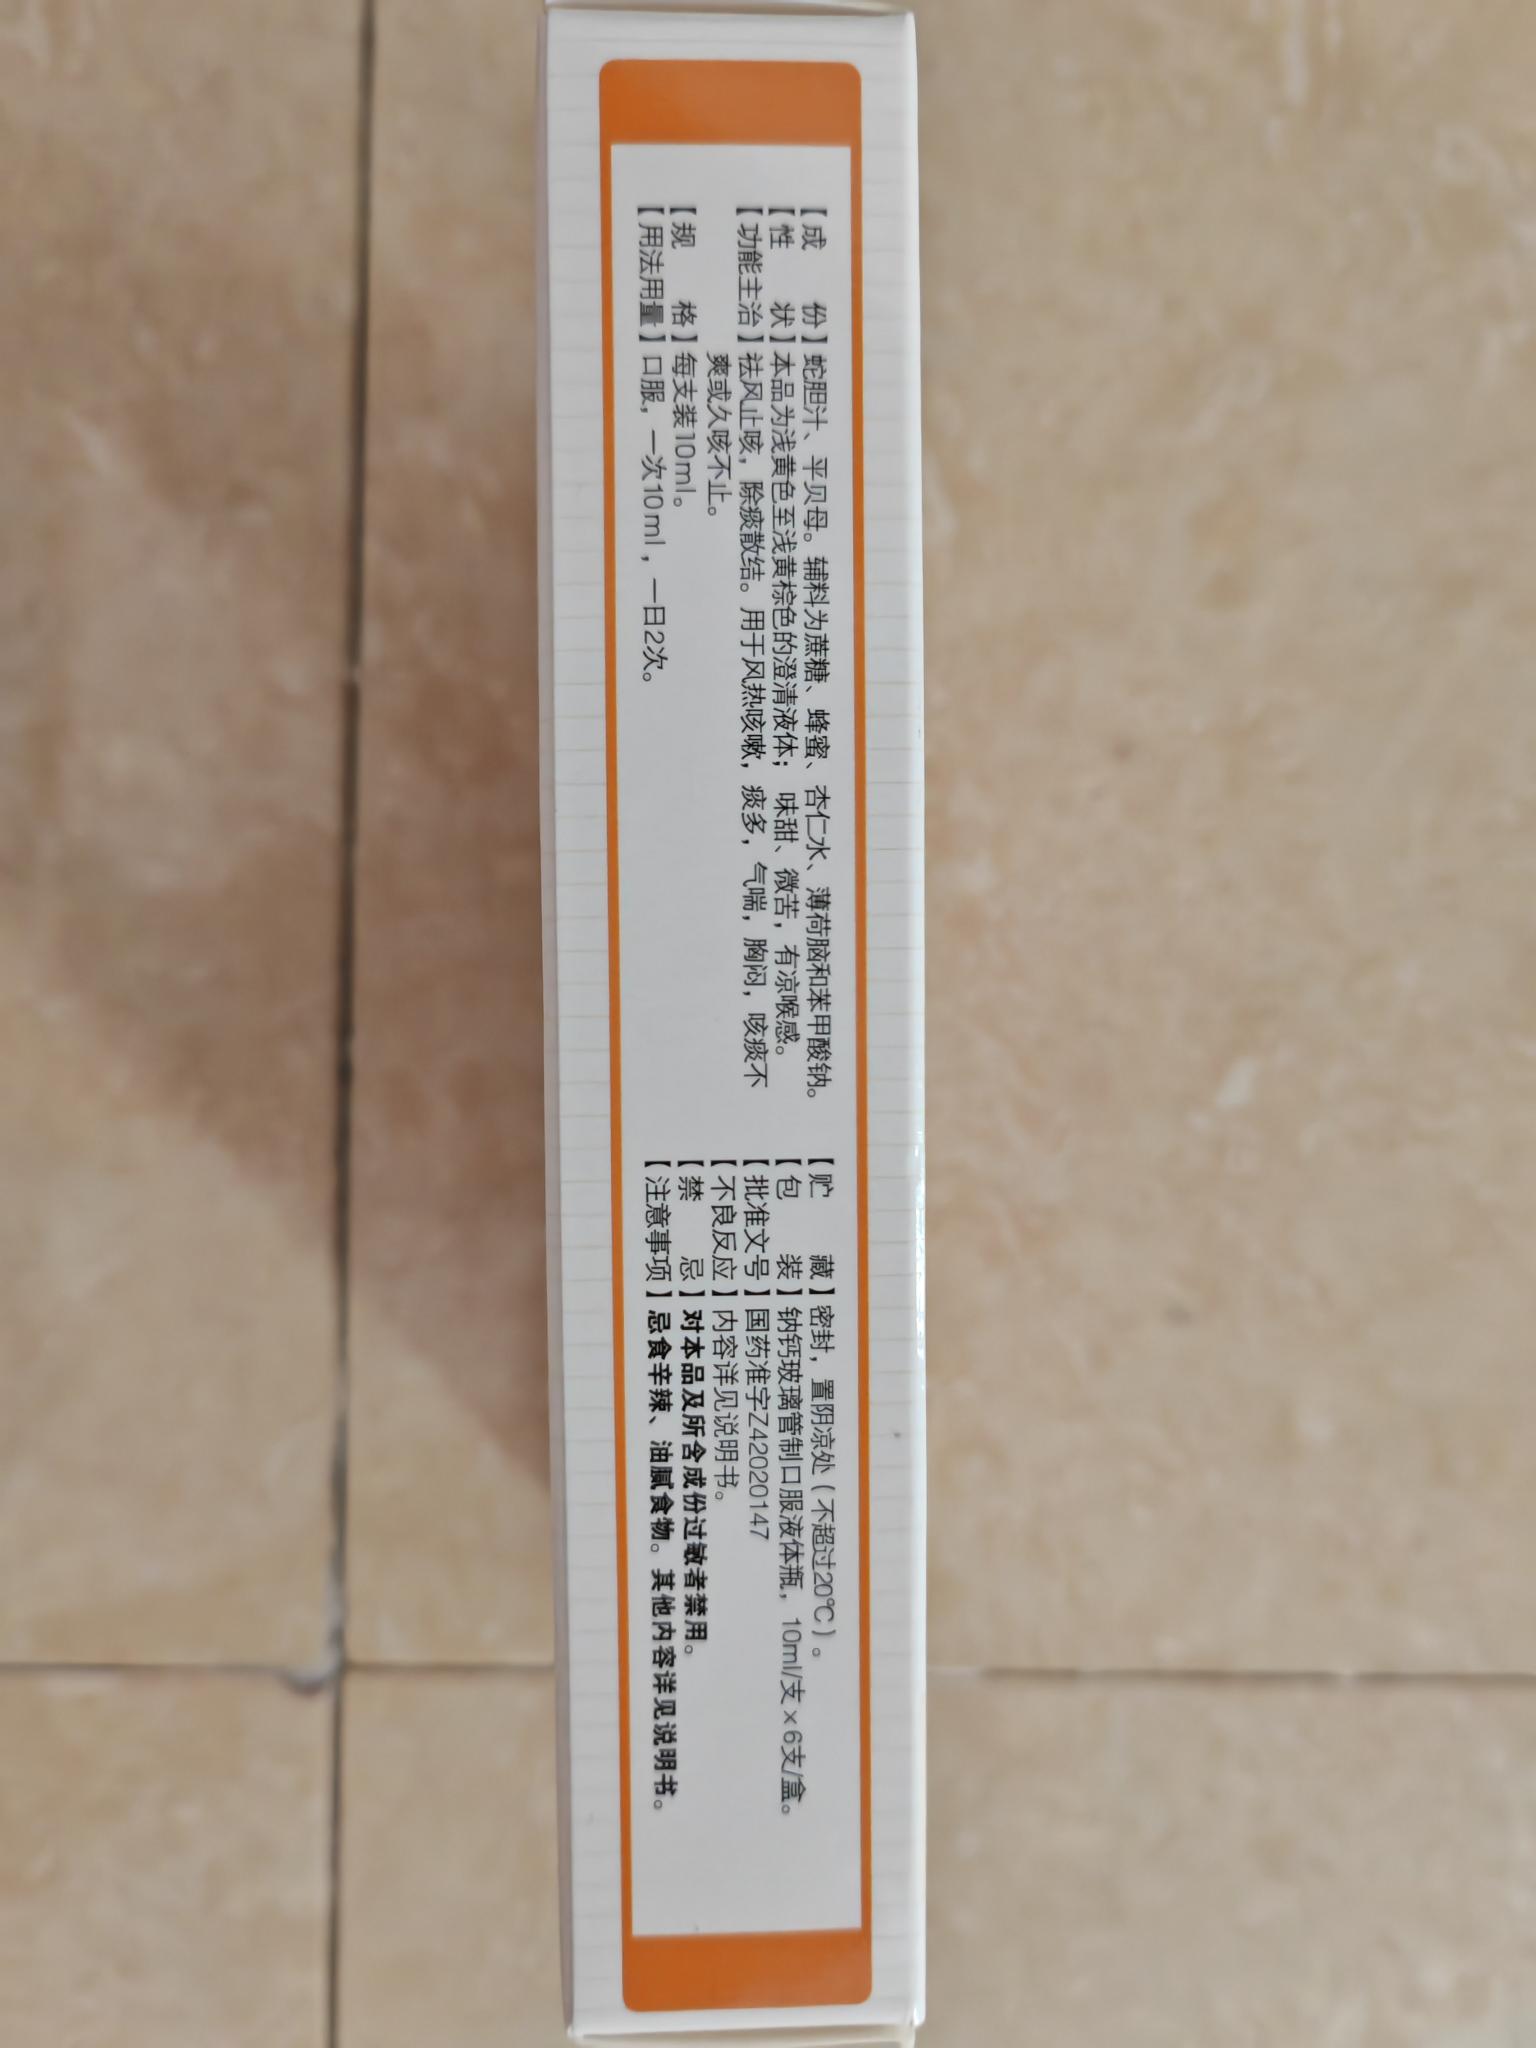 【成份】蛇胆汁、平贝母。辅料为蔗糖、蜂蜜、杏仁水、薄荷脑和苯甲酸钠。
【性状】本品为浅黄色至浅黄棕色的澄清液体；味甜、微苦，有凉喉感。
【功能主治】祛风止咳，除痰散结。用于风热咳嗽，痰多，气喘，胸闷，咳痰不
爽或久咳不止。
【规格】每支装10ml。
【用法用量】口服，一次10ml，一日2次。
【贮藏】密封，置阴凉处（不超过20℃）。
【包装】钠钙玻璃管制口服液体瓶，10ml/支×6支/盒。
【批准文号】国药准字Z42020147
【不良反应】内容详见说明书。
【禁忌】对本品及所含成份过敏者禁用。
【注意事项】忌食辛辣、油腻食物。其他内容详见说明书。